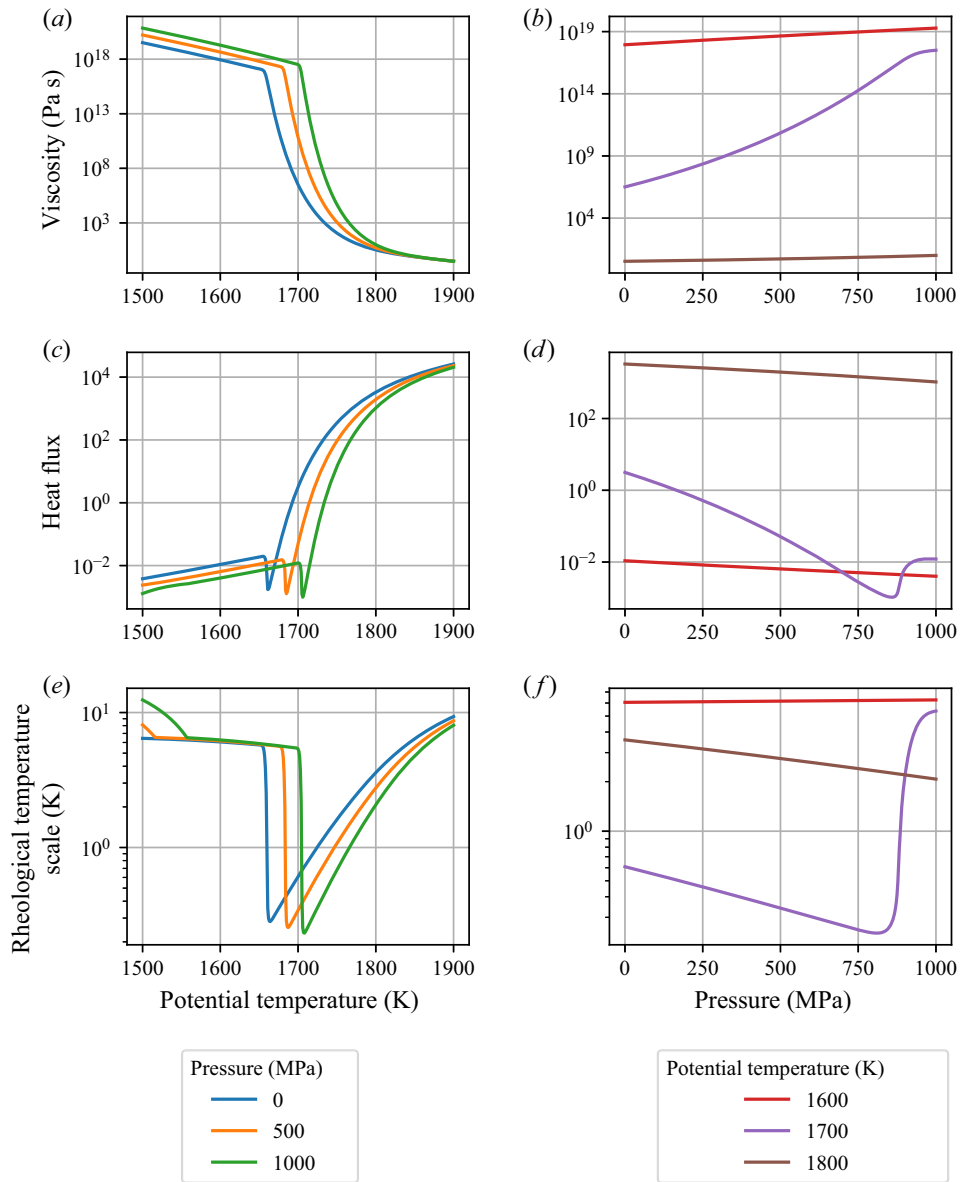 (a)
10^18
10^13
10^8
10^3
Viscosity (Pa s)
1500 1600 1700 1800 1900
(b)
10^19
10^14
10^9
10^4
0 250 500 750 1000
(c)
10^4
10^2
10^0
10^−2
Heat flux
1500 1600 1700 1800 1900
(d)
10^2
10^0
10^−2
0 250 500 750 1000
(e)
10^1
10^0
Rheological temperature
scale (K)
1500 1600 1700 1800 1900
Potential temperature (K)
(f)
10^0
0 250 500 750 1000
Pressure (MPa)
Pressure (MPa)
0
500
1000
Potential temperature (K)
1600
1700
1800